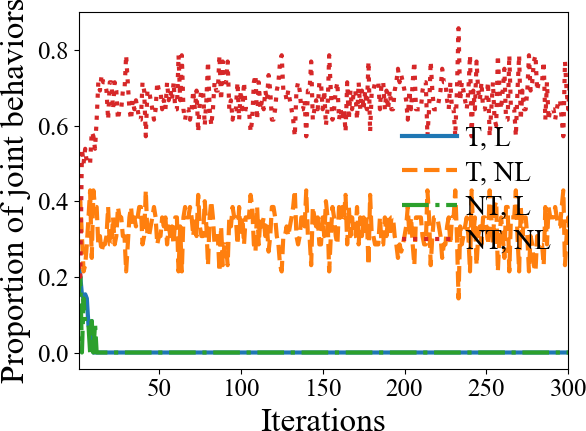 Proportion of joint behaviors
0.8
0.6
0.4
0.2
0.0
T, L
T, NL
NT, L
NT, NL
50
100
150
200
250
300
Iterations